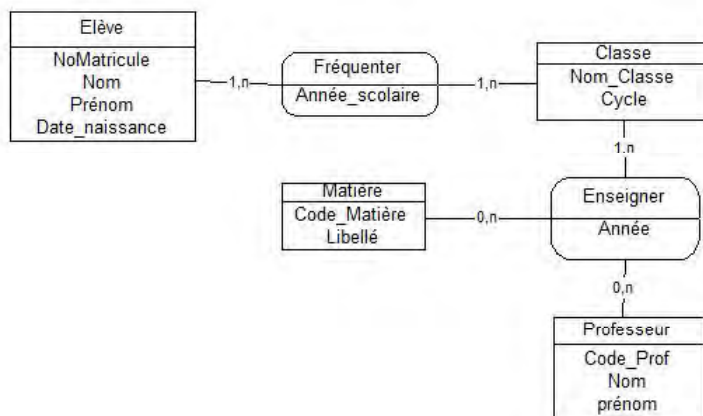 Elève
NoMatricule
Nom
Prénom
Date_naissance
1,n
Fréquenter
Année_scolaire
1,n
Classe
Nom_Classe
Cycle
1,n
Matière
Code_Matière
Libellé
0,n
Enseigner
Année
0,n
Professeur
Code_Prof
Nom
prénom